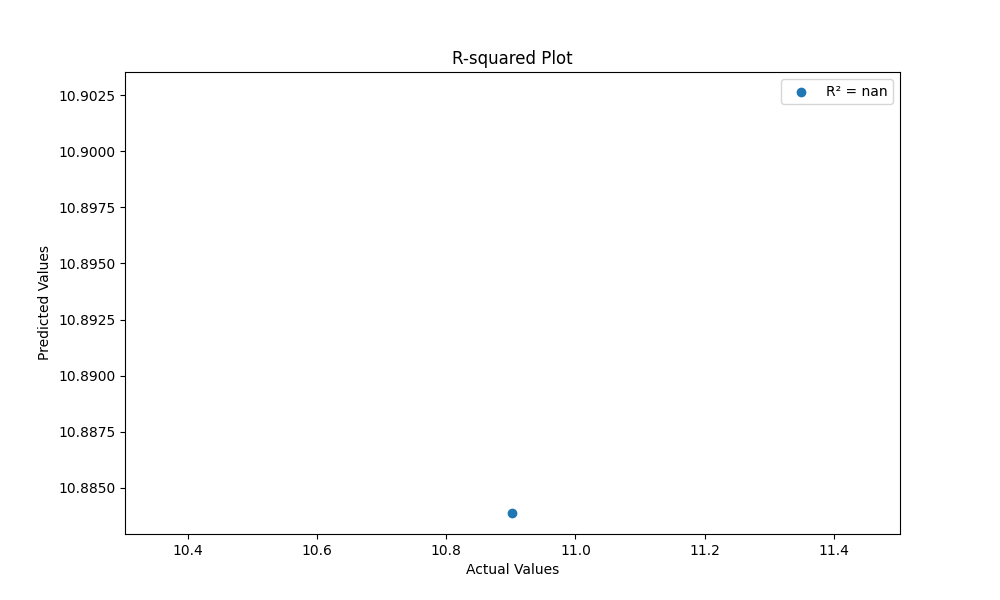 R-squared Plot
R² = nan
10.9025
10.9000
10.8975
10.8950
10.8925
10.8900
10.8875
10.8850
Predicted Values
10.4 10.6 10.8 11.0 11.2 11.4
Actual Values